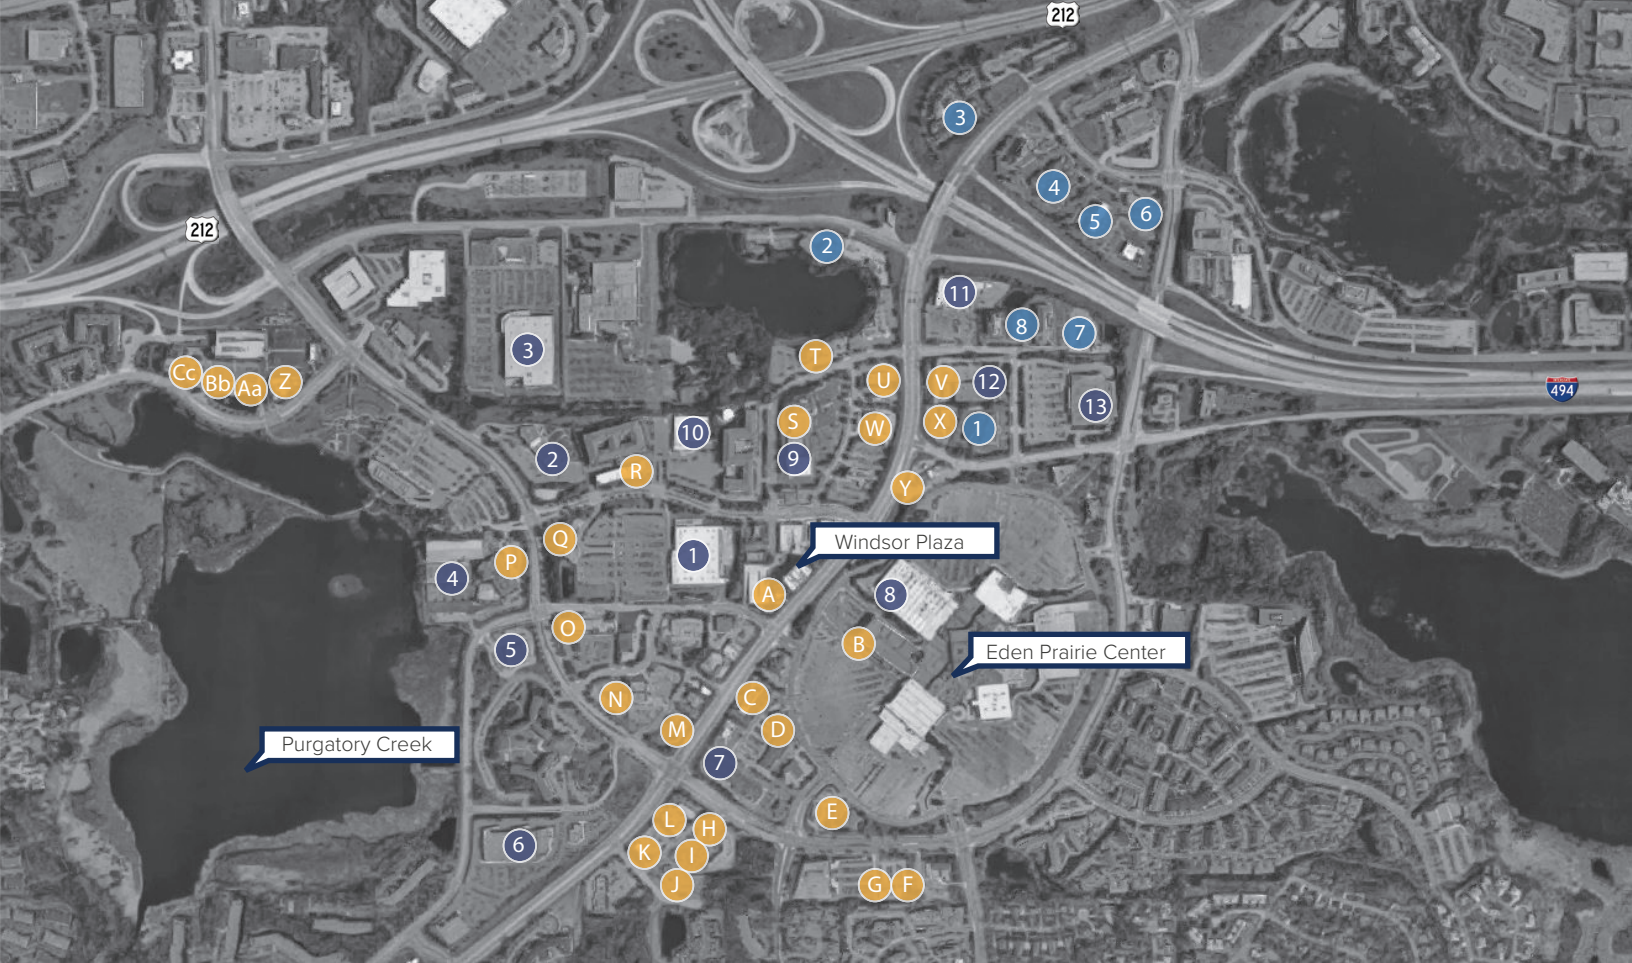 212
3
4
5
6
212
2
11
8
7
3
T
Cc
Bb
Aa
Z
U
V
12
13
S
W
X
1
10
2
R
9
Y
Q
Windsor Plaza
P
1
4
A
8
494
O
B
5
Eden Prairie Center
N
C
M
D
Purgatory Creek
7
L
H
E
6
K
I
J
G
F